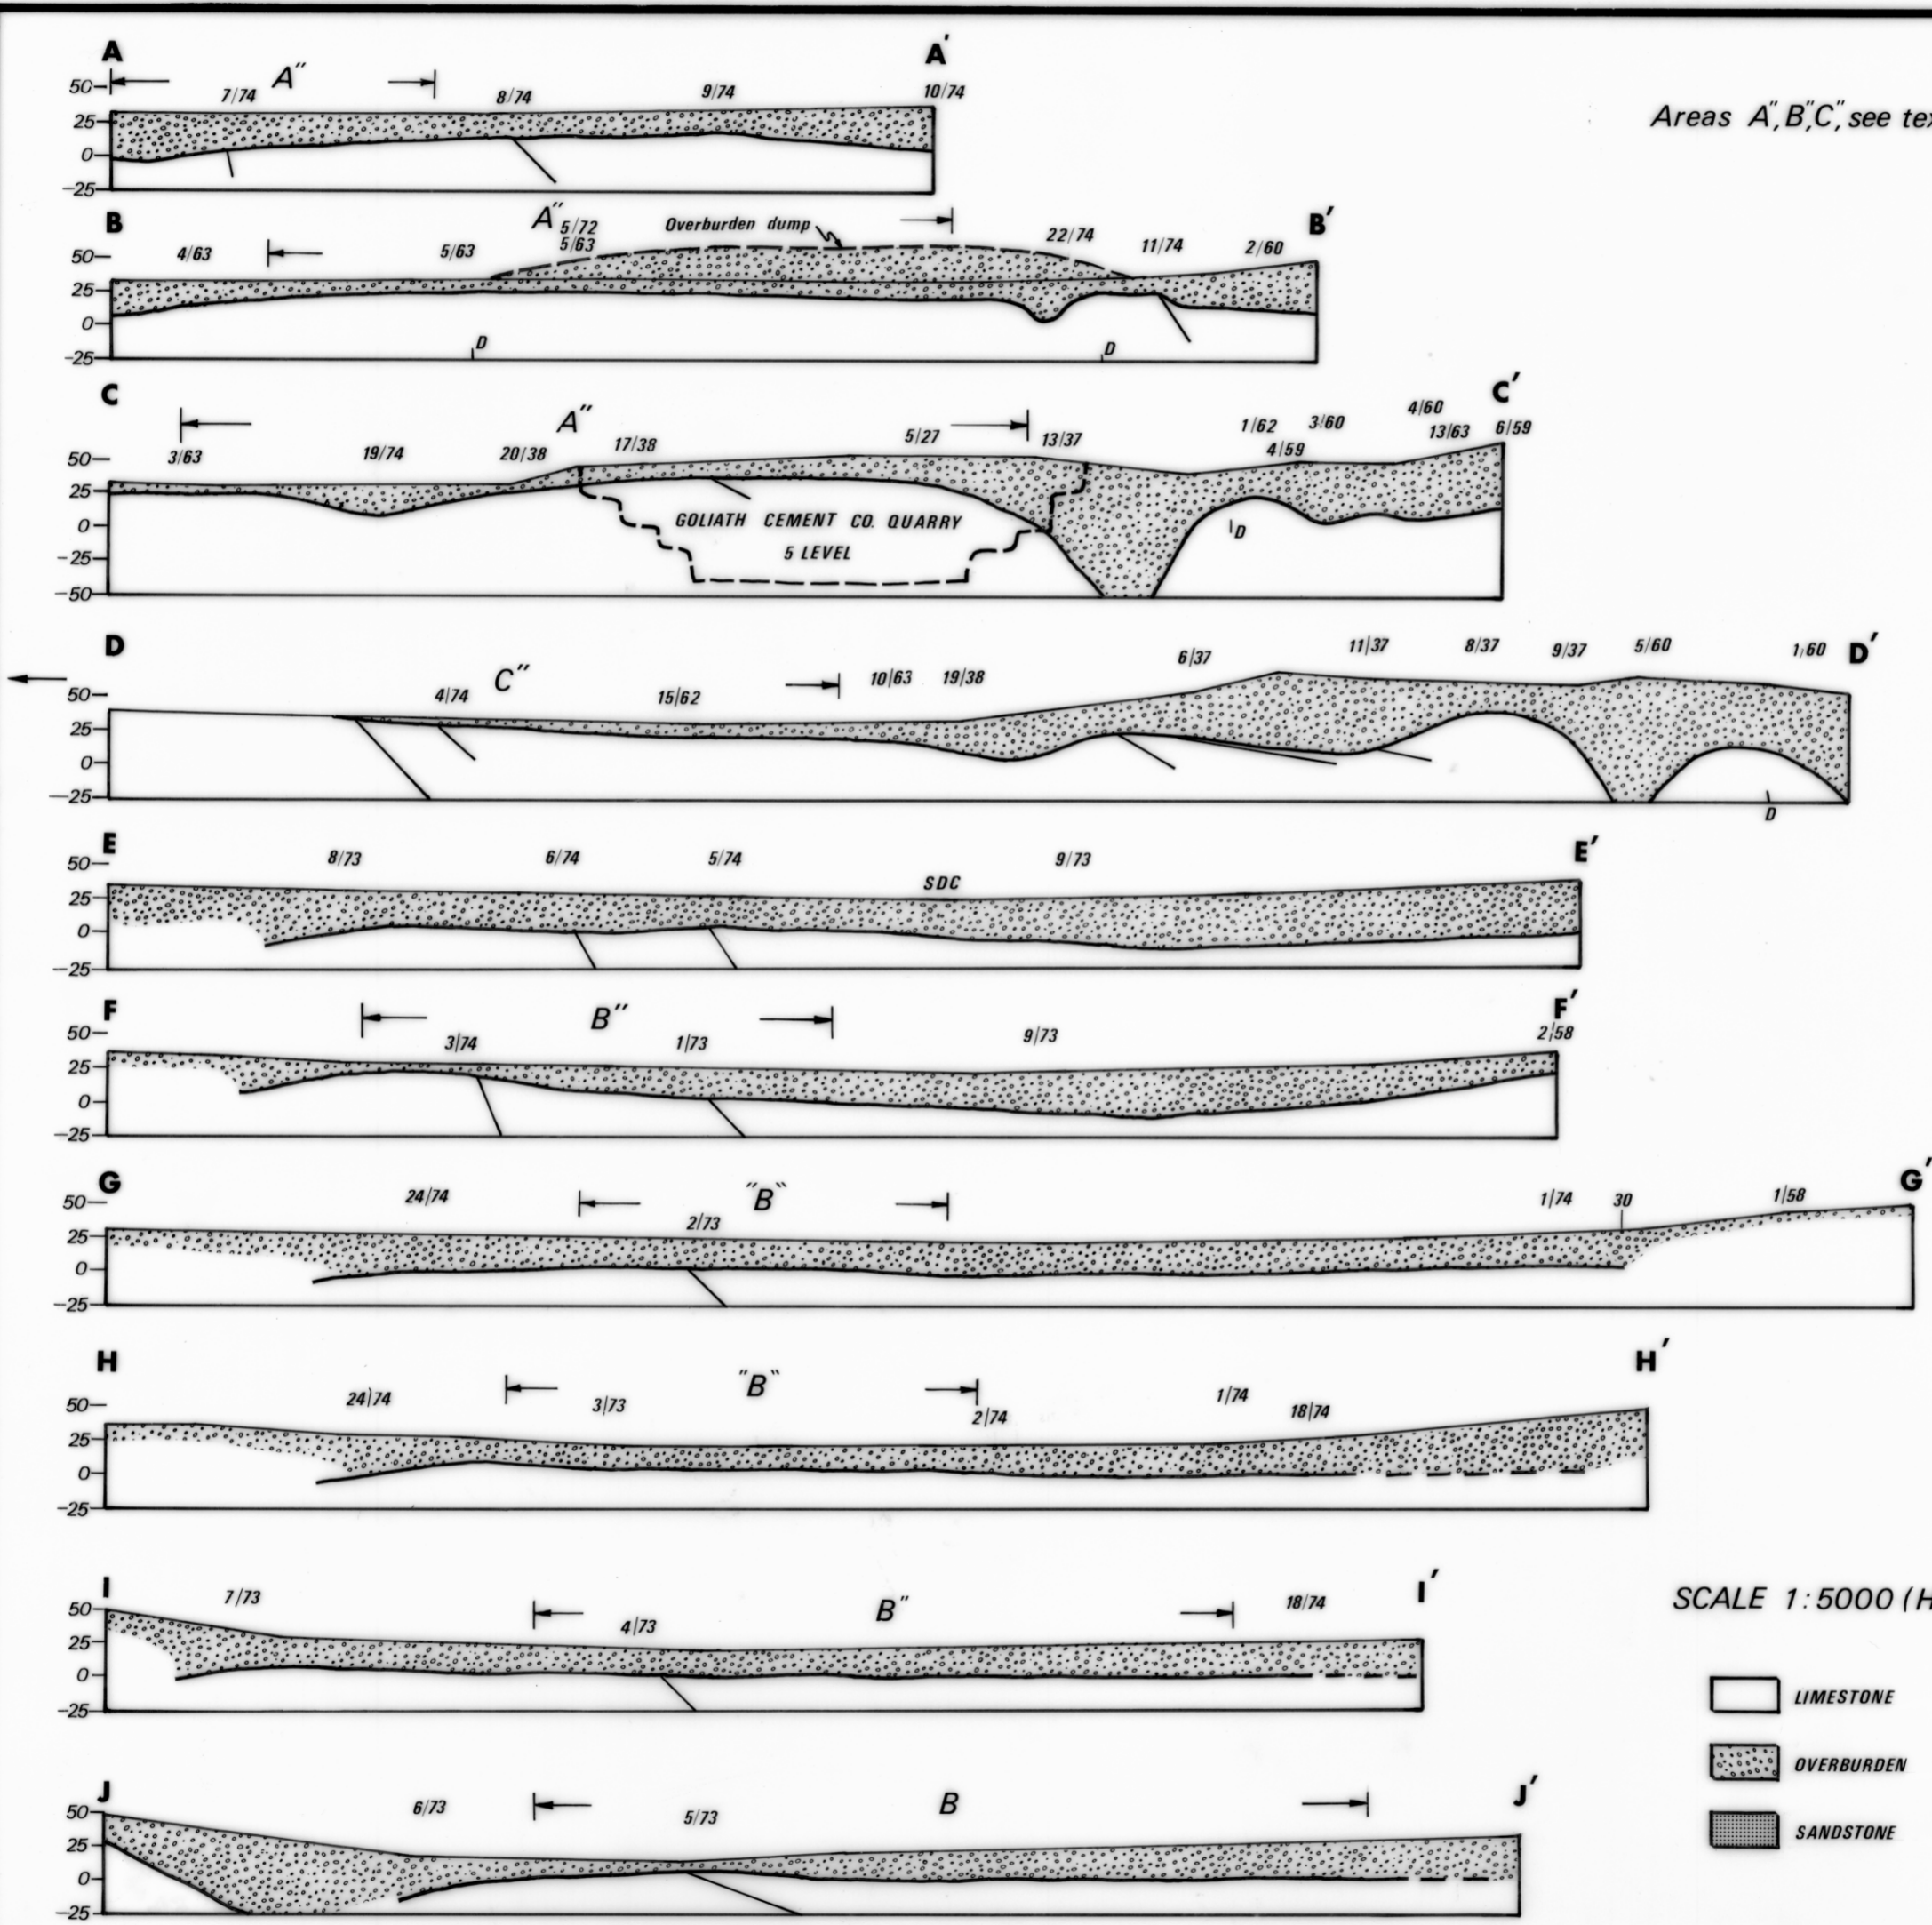 A A'
50 A″
7/74 8/74 9/74 10/74
25
0
−25
Areas A″, B″, C″, see
B A″ 5/72 Overburden dump B'
4/63 5/63 5/63 22/74 11/74 2/60
50
25
0
−25
D D
C A″ C'
3/63 19/74 20/38 17/38 5/27 13/37 1/62 4/59 3/60 4/60 13/63 6/59
50
25
0
−25
−50
GOLIATH CEMENT CO. QUARRY
5 LEVEL
D
D C″ D'
4/74 15/62 10/63 19/38 6/37 11/37 8/37 9/37 5/60 1/60
50
25
0
−25
D
E E'
50 8/73 6/74 5/74 9/73
SDC
25
0
−25
F B″ F'
50 3/74 1/73 9/73 2/58
25
0
−25
G "B" G'
50 24/74 2/73 1/74 30 1/58
25
0
−25
H "B" H'
50 24/74 3/73 2/74 1/74 18/74
25
0
−25
I B″ I'
50 7/73 4/73 18/74
25
0
−25
SCALE 1:5000 (H
LIMESTONE
OVERBURDEN
SANDSTONE
J B J'
50 6/73 5/73
25
0
−25